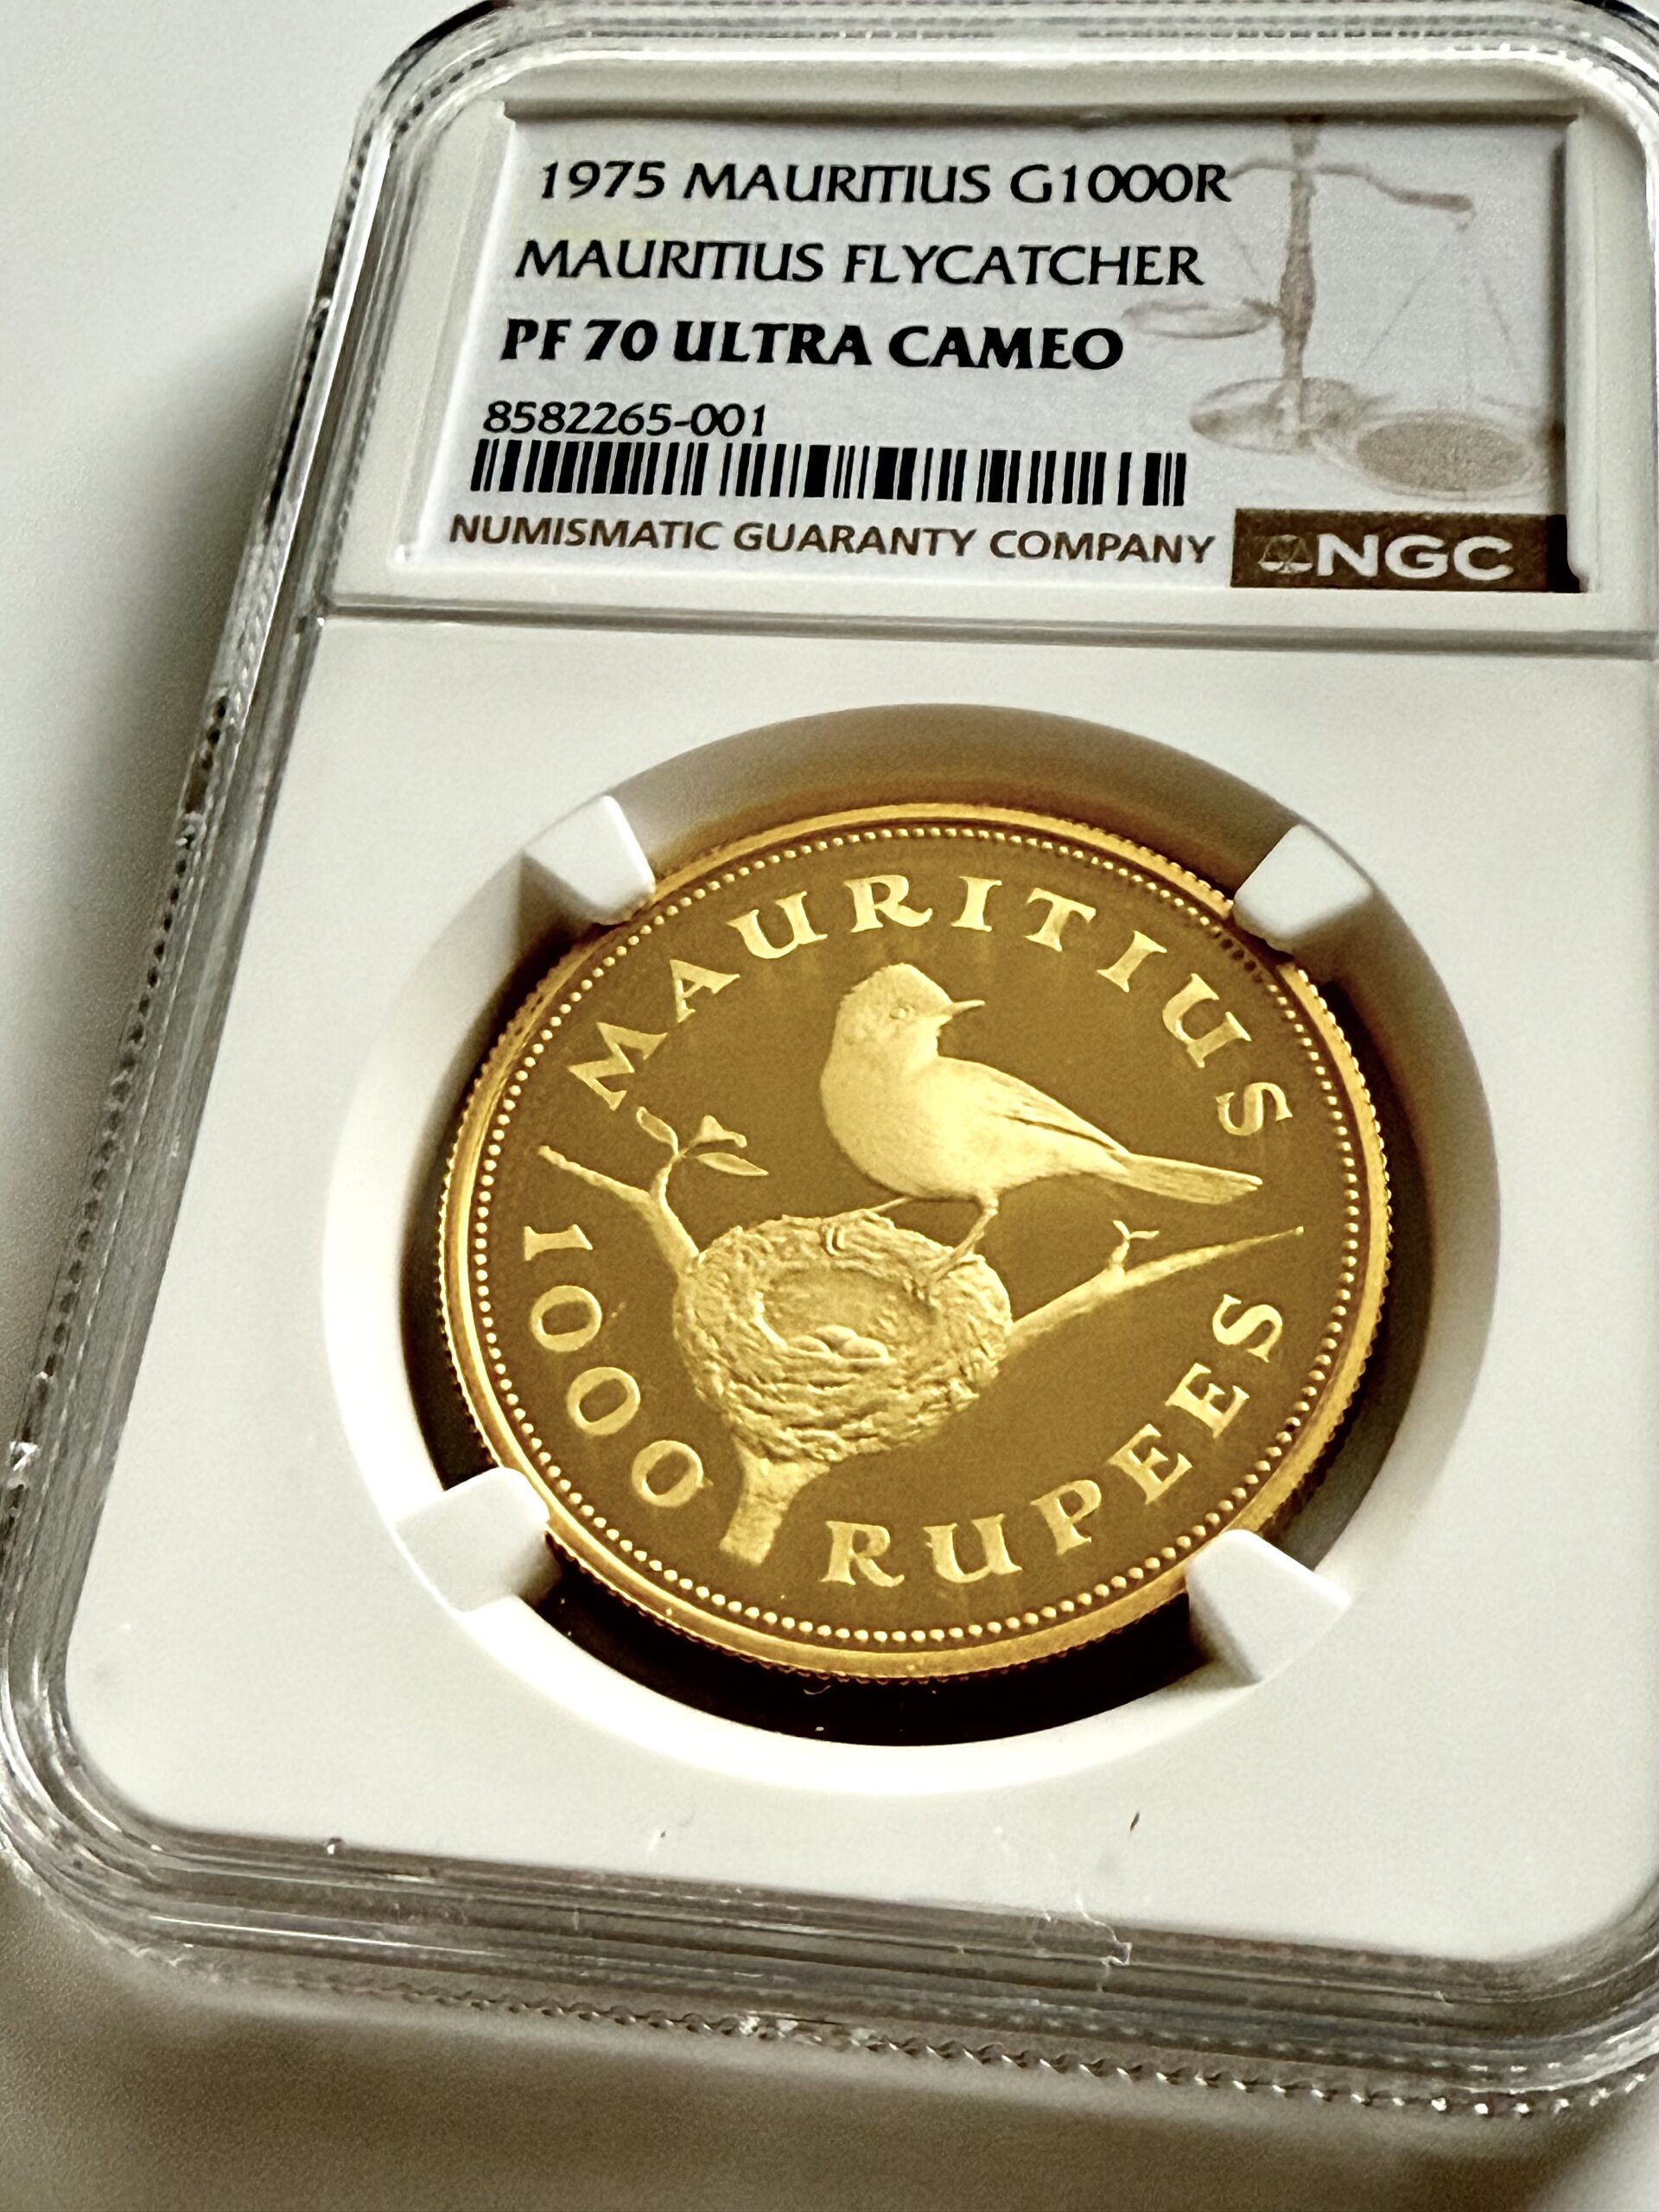 1975 MAURITIUS G1000R
MAURITIUS FLYCATCHER
PF 70 ULTRA CAMEO
8582265-001
NUMISMATIC GUARANTY COMPANY NGC
MAURITIUS
1000 RUPEES